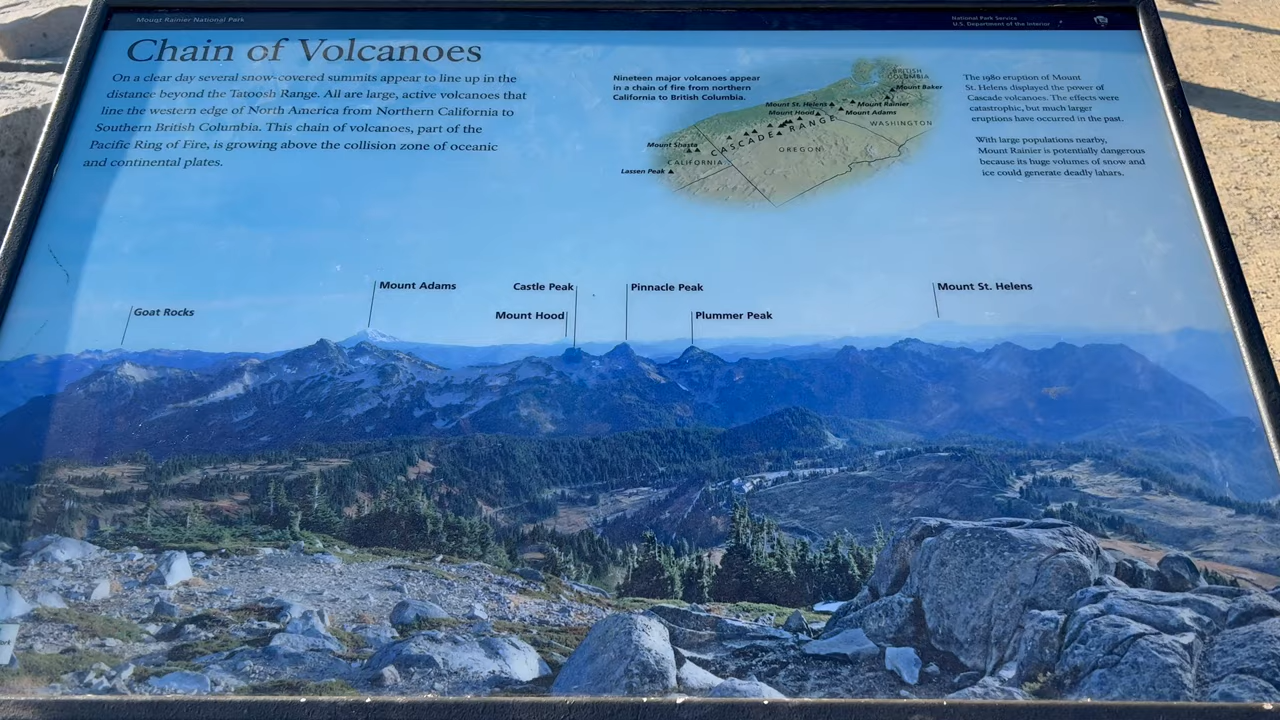 Mount Rainier National Park
National Park Service
U.S. Department of the Interior
Chain of Volcanoes
On a clear day several snow-covered summits appear to line up in the
distance beyond the Tatoosh Range. All are large, active volcanoes that
line the western edge of North America from Northern California to
Southern British Columbia. This chain of volcanoes, part of the
Pacific Ring of Fire, is growing above the collision zone of oceanic
and continental plates.
Nineteen major volcanoes appear
in a chain of fire from northern
California to British Columbia.
BRITISH
COLUMBIA
Mount Baker
Mount St. Helens
Mount Rainier
Mount Hood
Mount Adams
WASHINGTON
CASCADE RANGE
OREGON
Mount Shasta
CALIFORNIA
Lassen Peak
The 1980 eruption of Mount
St. Helens displayed the power of
Cascade volcanoes. The effects were
catastrophic, but much larger
eruptions have occurred in the past.
With large populations nearby,
Mount Rainier is potentially dangerous
because its huge volumes of snow and
ice could generate deadly lahars.
Goat Rocks
Mount Adams
Castle Peak
Mount Hood
Pinnacle Peak
Plummer Peak
Mount St. Helens